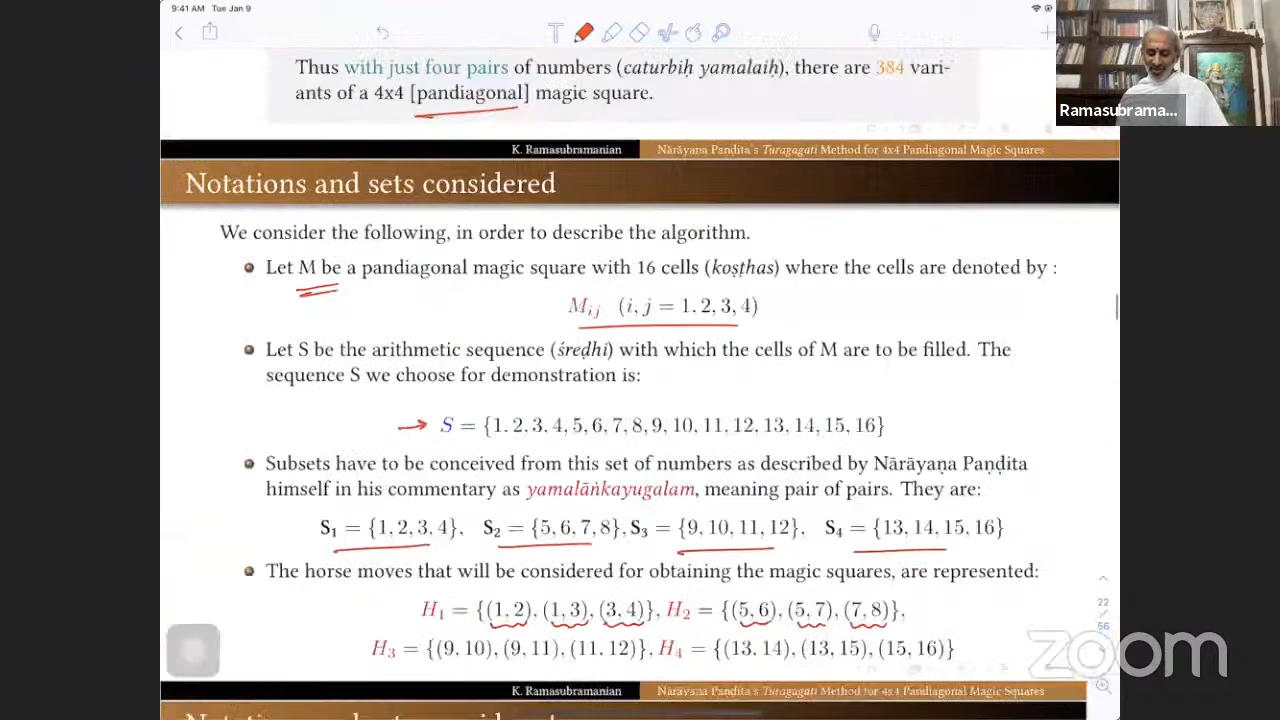 9:41 AM Tue Jan 9
Thus with just four pairs of numbers (caturbiḥ yamalaiḥ), there are 384 vari-
ants of a 4x4 [pandiagonal] magic square.
Ramasubrama...
K. Ramasubramanian Nārāyaṇa Paṇḍita's Turagagati Method for 4x4 Pandiagonal Magic Squares
Notations and sets considered
We consider the following, in order to describe the algorithm.
Let M be a pandiagonal magic square with 16 cells (koṣṭhas) where the cells are denoted by :
Mij (i, j = 1, 2, 3, 4)
Let S be the arithmetic sequence (śreḍhi) with which the cells of M are to be filled. The
sequence S we choose for demonstration is:
→ S = {1, 2, 3, 4, 5, 6, 7, 8, 9, 10, 11, 12, 13, 14, 15, 16}
Subsets have to be conceived from this set of numbers as described by Nārāyaṇa Paṇḍita
himself in his commentary as yamalāṅkayugalam, meaning pair of pairs. They are:
S1 = {1, 2, 3, 4}, S2 = {5, 6, 7, 8}, S3 = {9, 10, 11, 12}, S4 = {13, 14, 15, 16}
The horse moves that will be considered for obtaining the magic squares, are represented:
H1 = {(1, 2), (1, 3), (3, 4)}, H2 = {(5, 6), (5, 7), (7, 8)},
H3 = {(9, 10), (9, 11), (11, 12)}, H4 = {(13, 14), (13, 15), (15, 16)}
22
56
zoom
K. Ramasubramanian Nārāyaṇa Paṇḍita's Turagagati Method for 4x4 Pandiagonal Magic Squares